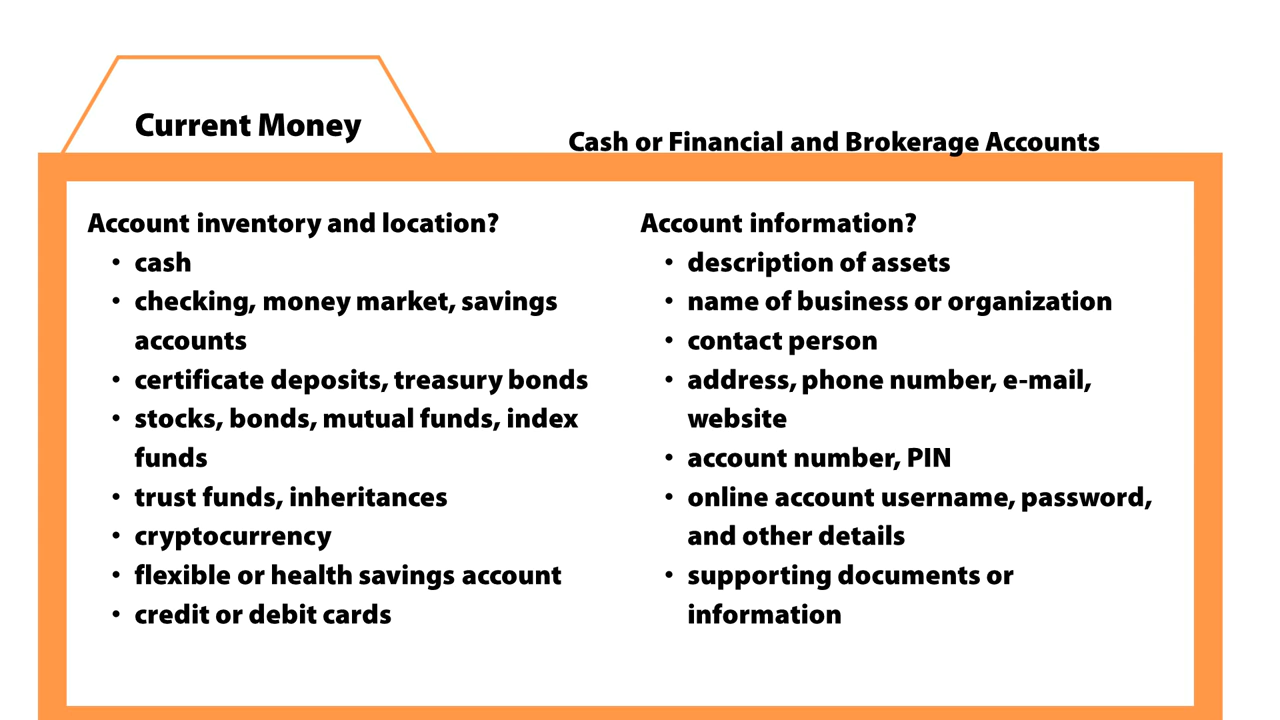 Current Money
Cash or Financial and Brokerage Accounts
Account inventory and location?
• cash
• checking, money market, savings
accounts
• certificate deposits, treasury bonds
• stocks, bonds, mutual funds, index
funds
• trust funds, inheritances
• cryptocurrency
• flexible or health savings account
• credit or debit cards
Account information?
• description of assets
• name of business or organization
• contact person
• address, phone number, e-mail,
website
• account number, PIN
• online account username, password,
and other details
• supporting documents or
information